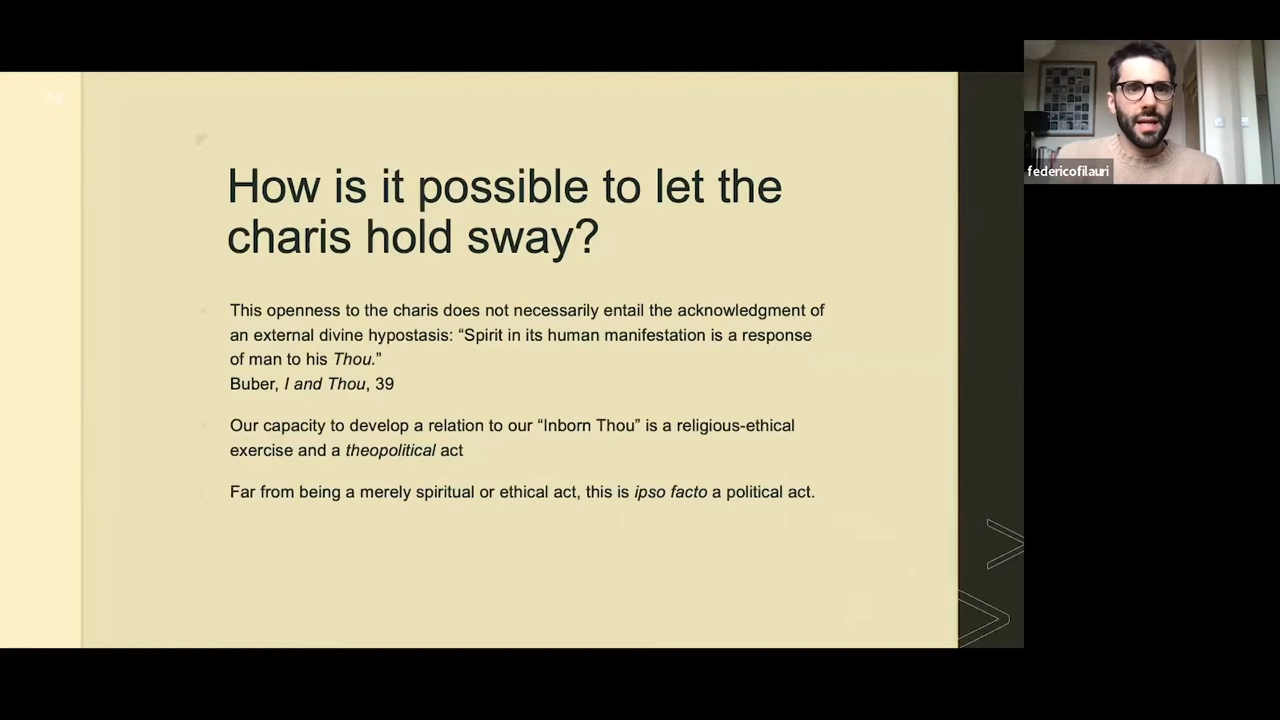 How is it possible to let the
charis hold sway?
This openness to the charis does not necessarily entail the acknowledgment of
an external divine hypostasis: “Spirit in its human manifestation is a response
of man to his Thou.”
Buber, I and Thou, 39
Our capacity to develop a relation to our “Inborn Thou” is a religious-ethical
exercise and a theopolitical act
Far from being a merely spiritual or ethical act, this is ipso facto a political act.
federicofilauri